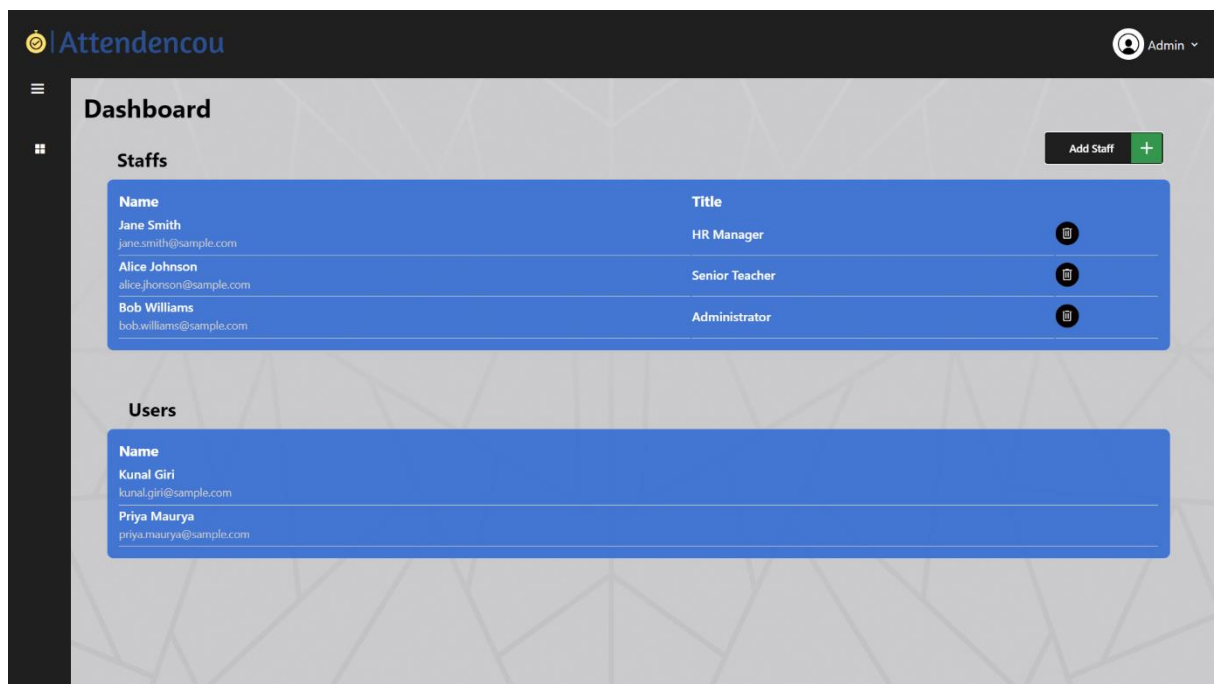 Attendencou
Admin
Dashboard
Staffs
Add Staff +
Name Title
Jane Smith
jane.smith@sample.com
HR Manager
Alice Johnson
alice.jhonson@sample.com
Senior Teacher
Bob Williams
bob.williams@sample.com
Administrator
Users
Name
Kunal Giri
kunal.giri@sample.com
Priya Maurya
priya.maurya@sample.com